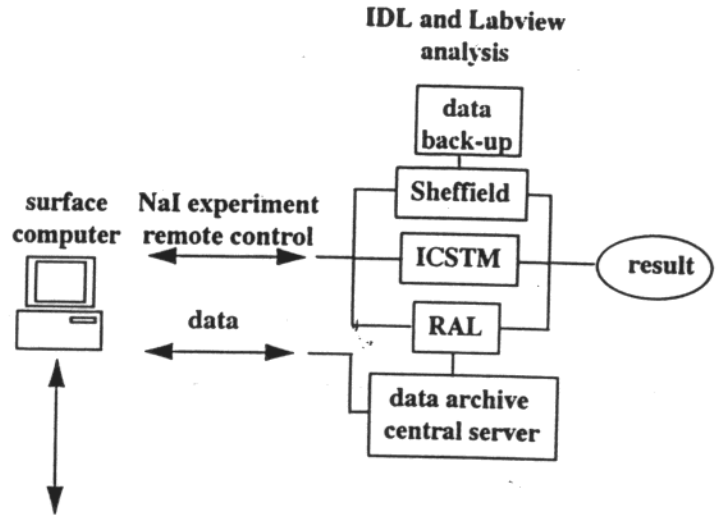 IDL and Labview
analysis
data
back-up
Sheffield
surface
computer
NaI experiment
remote control
ICSTM
result
data
RAL
data archive
central server